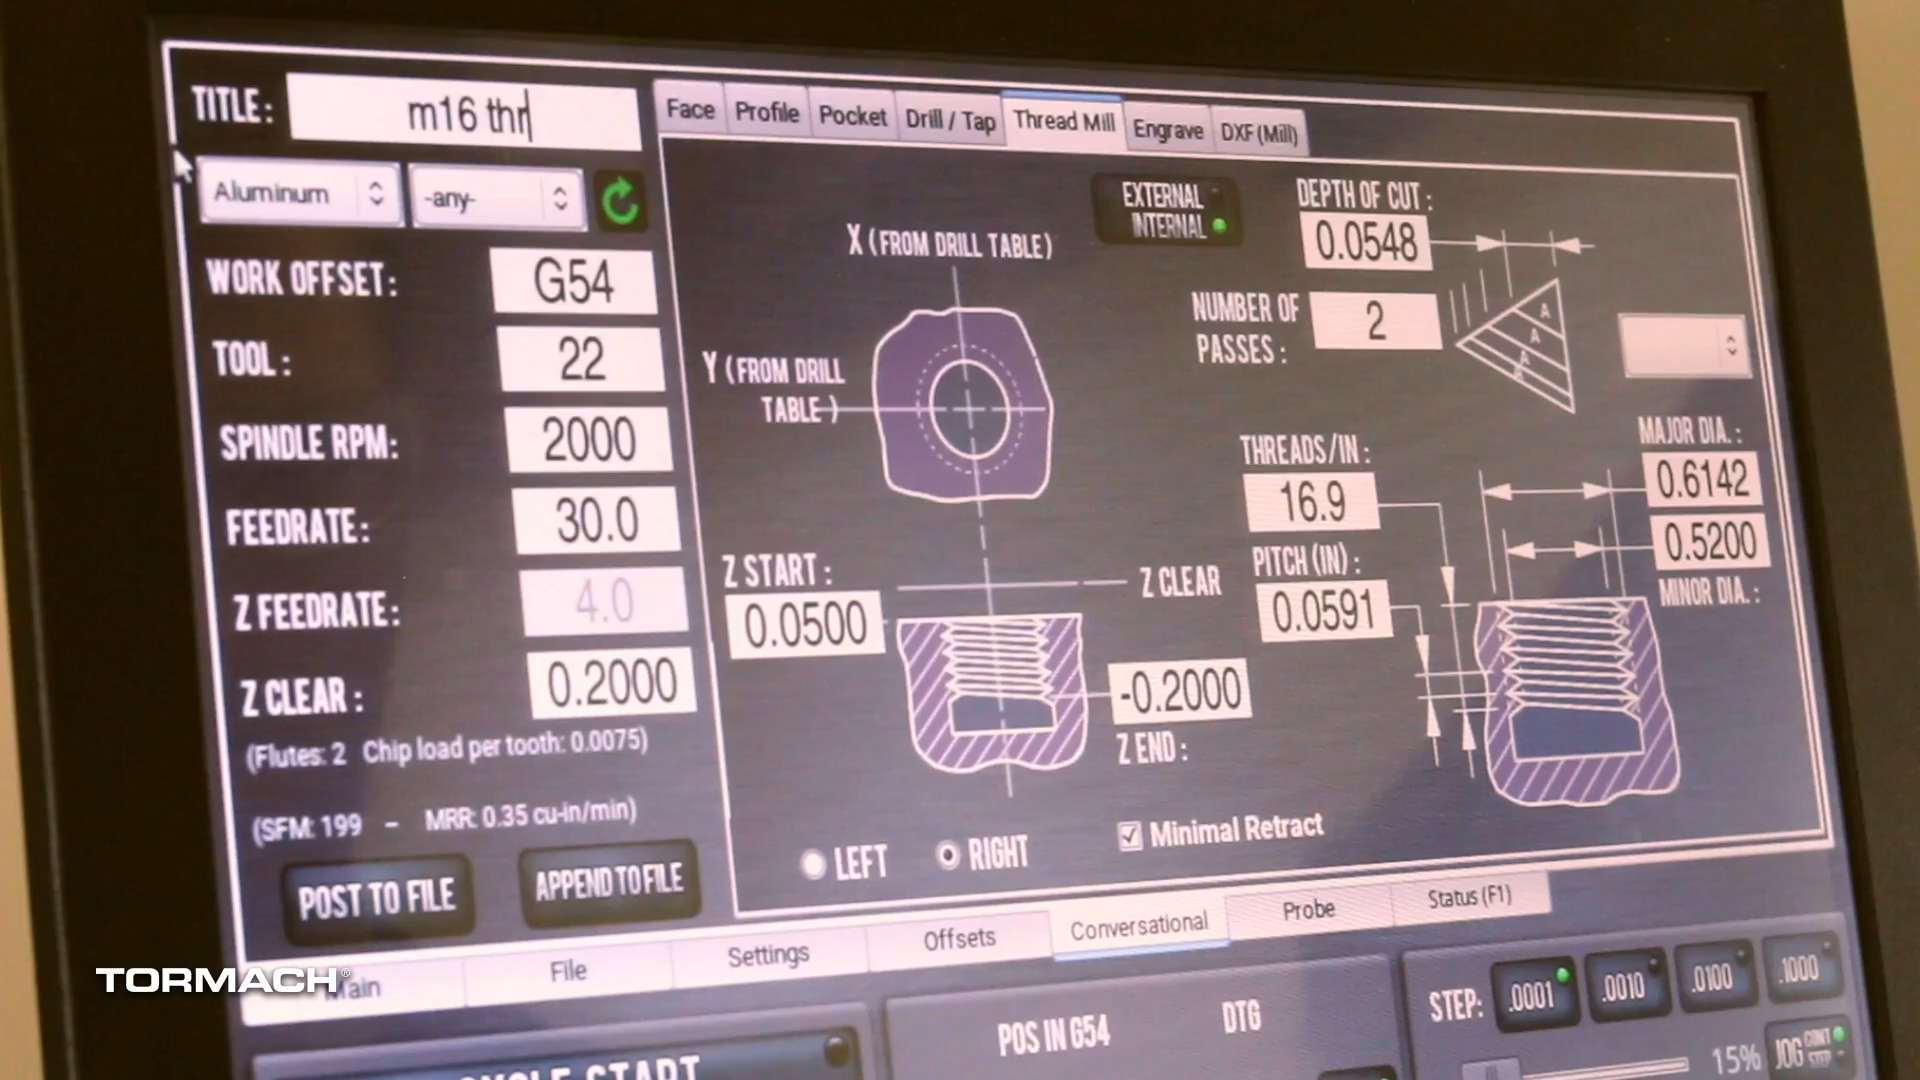 TITLE: m16 thr
Aluminum -any-
WORK OFFSET: G54
TOOL: 22
SPINDLE RPM: 2000
FEEDRATE: 30.0
Z FEEDRATE: 4.0
Z CLEAR: 0.2000
(Flutes: 2 Chip load per tooth: 0.0075)
(SFM: 199 - MRR: 0.35 cu-in/min)
POST TO FILE APPEND TO FILE
Face Profile Pocket Drill / Tap Thread Mill Engrave DXF (Mill)
EXTERNAL
INTERNAL
DEPTH OF CUT:
0.0548
X (FROM DRILL TABLE)
NUMBER OF
PASSES: 2
A
A
A
A
Y (FROM DRILL
TABLE)
THREADS/IN:
16.9
MAJOR DIA.:
0.6142
0.5200
MINOR DIA.:
PITCH (IN):
0.0591
Z START:
0.0500
Z CLEAR
-0.2000
Z END:
LEFT RIGHT Minimal Retract
Main File Settings Offsets Conversational Probe Status (F1)
TORMACH®
POS IN G54 DTG
STEP: .0001 .0010 .0100 .1000
CYCLE START
15% JOG CONT
STEP